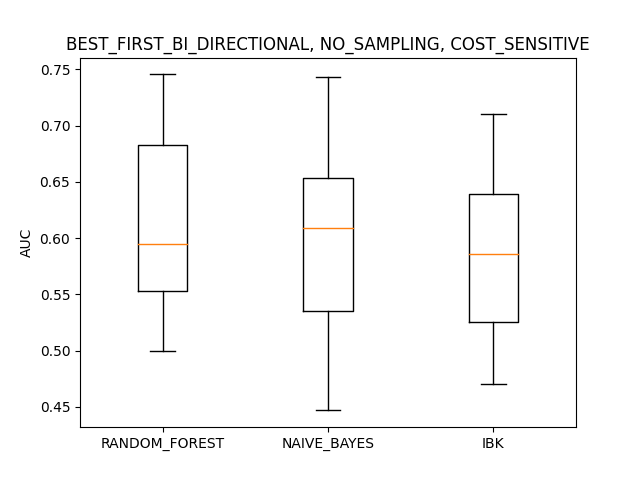 BEST_FIRST_BI_DIRECTIONAL, NO_SAMPLING, COST_SENSITIVE
0.75
0.70
0.65
0.60
0.55
0.50
0.45
AUC
RANDOM_FOREST NAIVE_BAYES IBK